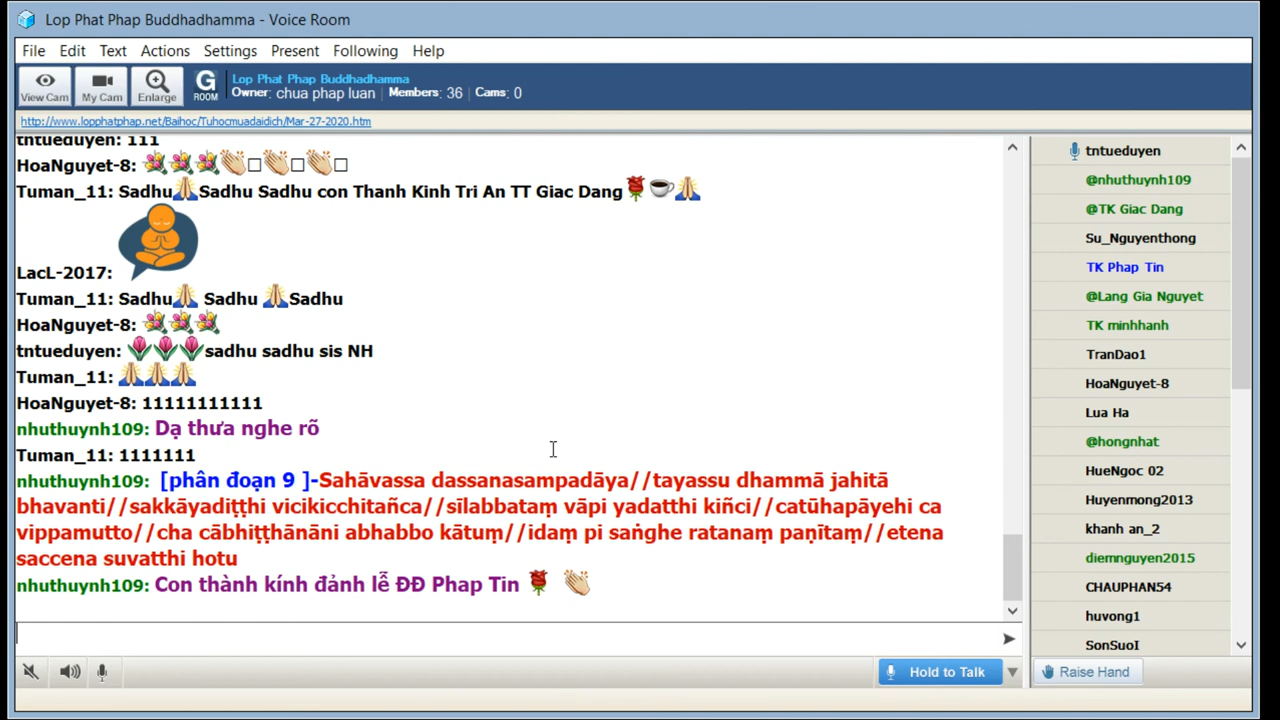 Lop Phat Phap Buddhadhamma - Voice Room
File Edit Text Actions Settings Present Following Help
View Cam My Cam Enlarge G ROOM Lop Phat Phap Buddhadhamma
Owner: chua phap luan Members: 36 Cams: 0
http://www.lopphatphap.net/Baihoc/Tuhocmuadaidich/Mar-27-2020.htm
tntueduyen: 111
HoaNguyet-8: 💐💐💐👏□👏□👏□
Tuman_11: Sadhu🙏Sadhu Sadhu con Thanh Kinh Tri An TT Giac Dang🌹☕🙏
LacL-2017:
Tuman_11: Sadhu🙏 Sadhu 🙏Sadhu
HoaNguyet-8: 💐💐💐
tntueduyen: 🌷🌷🌷sadhu sadhu sis NH
Tuman_11: 🙏🙏🙏
HoaNguyet-8: 11111111111
nhuthuynh109: Dạ thưa nghe rõ
Tuman_11: 1111111
nhuthuynh109: [phân đoạn 9 ]-Sahāvassa dassanasampadāya//tayassu dhammā jahitā
bhavanti//sakkāyadiṭṭhi vicikicchitañca//sīlabbataṃ vāpi yadatthi kiñci//catūhapāyehi ca
vippamutto//cha cābhiṭṭhānāni abhabbo kātuṃ//idaṃ pi saṅghe ratanaṃ paṇītaṃ//etena
saccena suvatthi hotu
nhuthuynh109: Con thành kính đảnh lễ ĐĐ Phap Tin 🌹 👏
tntueduyen
@nhuthuynh109
@TK Giac Dang
Su_Nguyenthong
TK Phap Tin
@Lang Gia Nguyet
TK minhhanh
TranDao1
HoaNguyet-8
Lua Ha
@hongnhat
HueNgoc 02
Huyenmong2013
khanh an_2
diemnguyen2015
CHAUPHAN54
huvong1
SonSuoI
Hold to Talk
Raise Hand